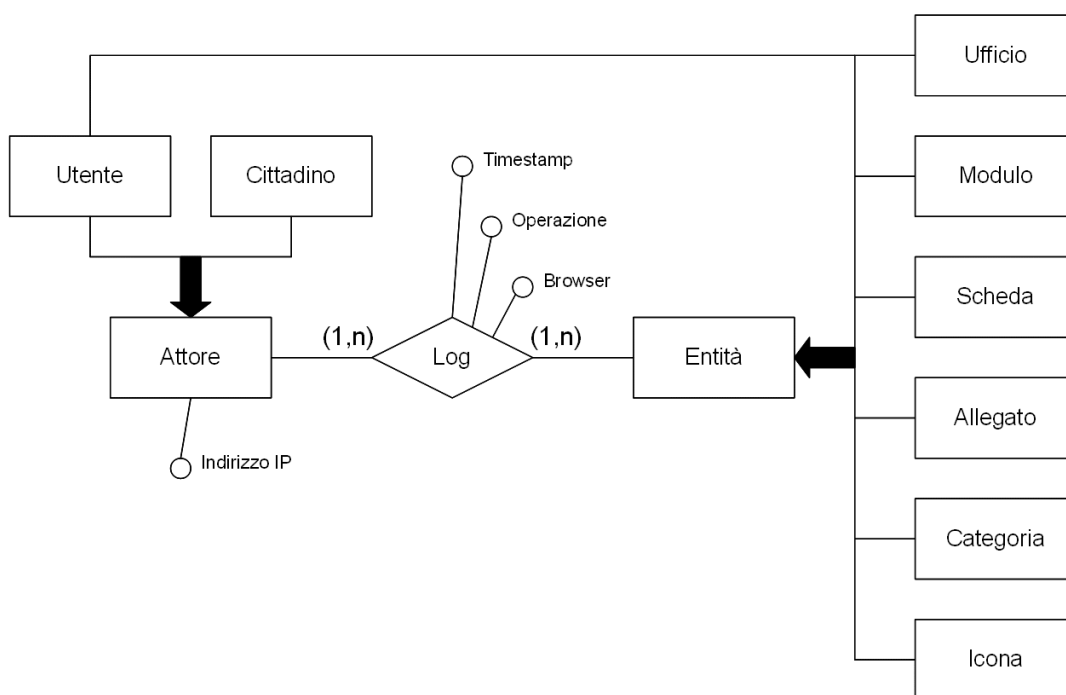 Ufficio
Utente
Cittadino
Timestamp
Modulo
Operazione
Browser
Scheda
Attore
(1,n)
Log
(1,n)
Entità
Allegato
Indirizzo IP
Categoria
Icona